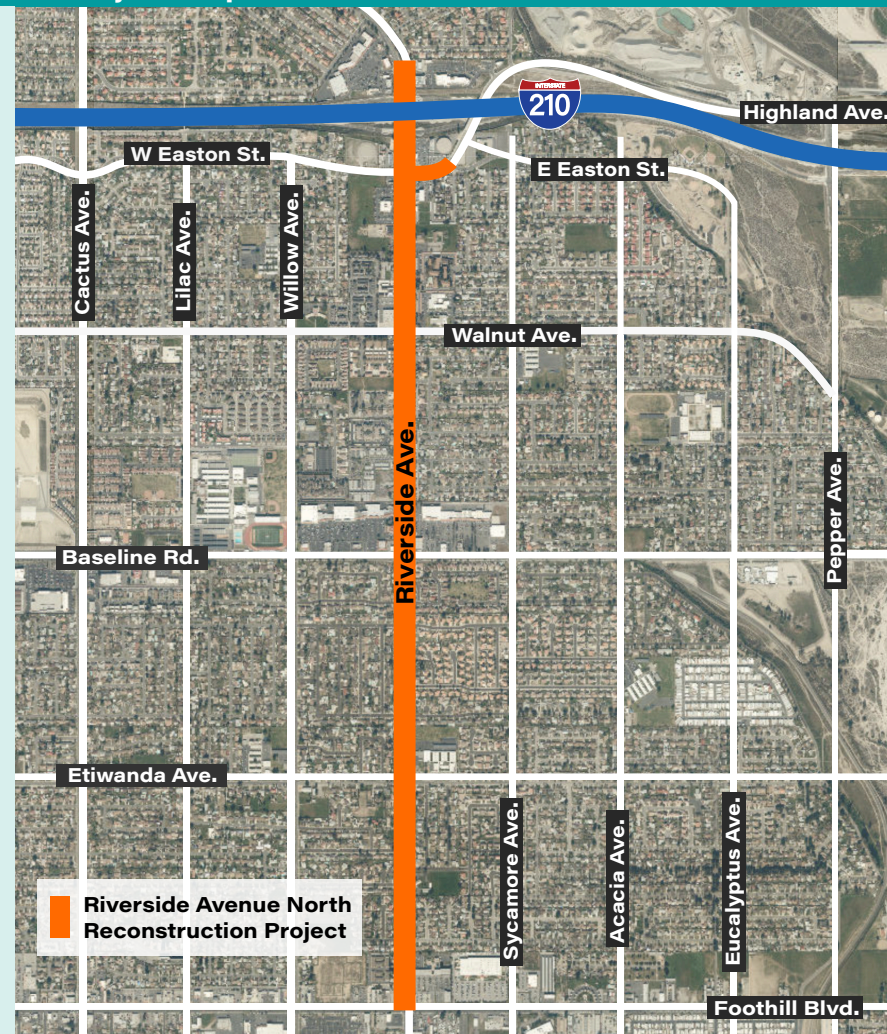 INTERSTATE
210
Highland Ave.
W Easton St.
E Easton St.
Cactus Ave.
Lilac Ave.
Willow Ave.
Walnut Ave.
Riverside Ave.
Pepper Ave.
Baseline Rd.
Etiwanda Ave.
Sycamore Ave.
Acacia Ave.
Eucalyptus Ave.
Riverside Avenue North
Reconstruction Project
Foothill Blvd.